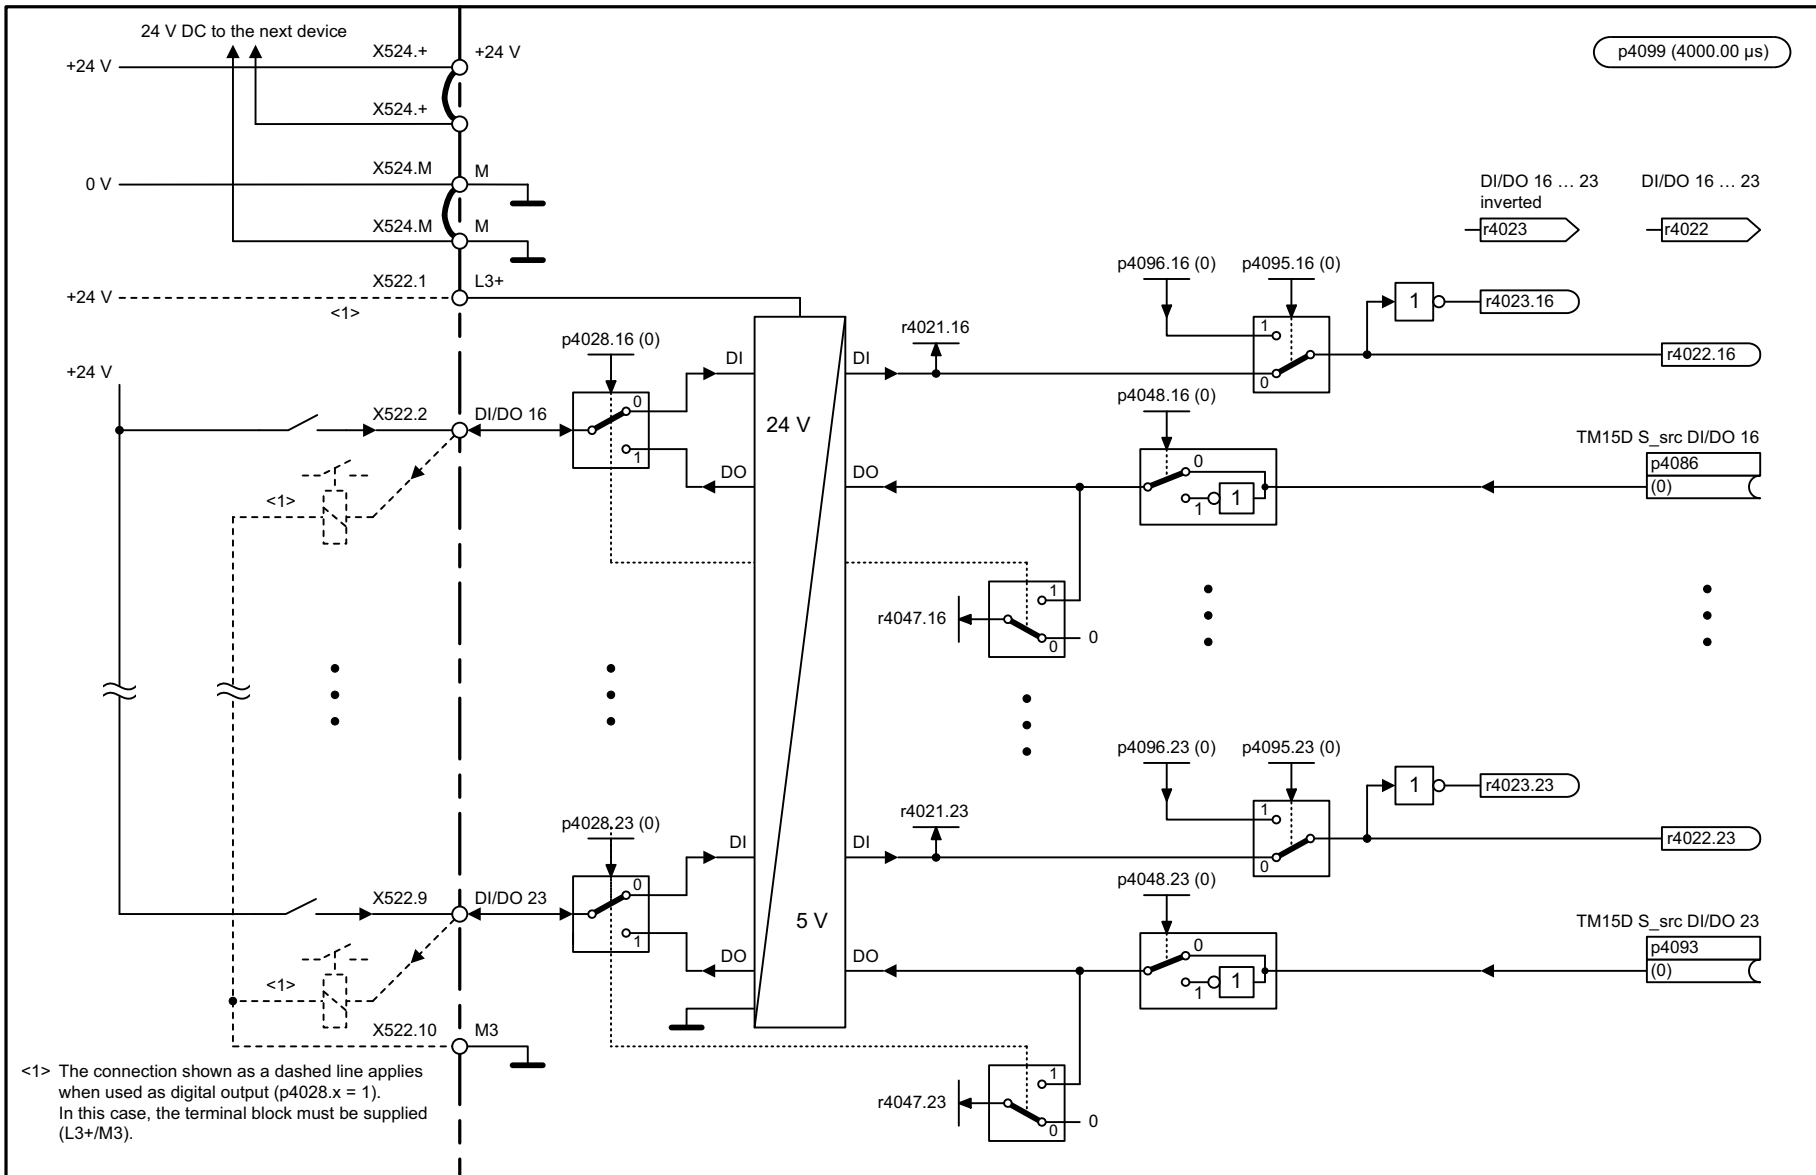 24 V DC to the next device
+24 V
X524.+
+24 V
p4099 (4000.00 µs)
X524.+
0 V
X524.M
M
X524.M
M
DI/DO 16 … 23
inverted
r4023
DI/DO 16 … 23
r4022
+24 V
<1>
X522.1
L3+
+24 V
p4028.16 (0)
0
1
X522.2
DI/DO 16
DI
DO
24 V
5 V
DI
DO
r4021.16
p4096.16 (0)
p4095.16 (0)
1
0
1
r4023.16
r4022.16
p4048.16 (0)
0
1
1
TM15D S_src DI/DO 16
p4086
(0)
<1>
r4047.16
1
0
0
p4028.23 (0)
0
1
X522.9
DI/DO 23
DI
DO
DI
DO
r4021.23
p4096.23 (0)
p4095.23 (0)
1
0
1
r4023.23
r4022.23
p4048.23 (0)
0
1
1
TM15D S_src DI/DO 23
p4093
(0)
<1>
X522.10
M3
r4047.23
1
0
0
<1> The connection shown as a dashed line applies
when used as digital output (p4028.x = 1).
In this case, the terminal block must be supplied
(L3+/M3).